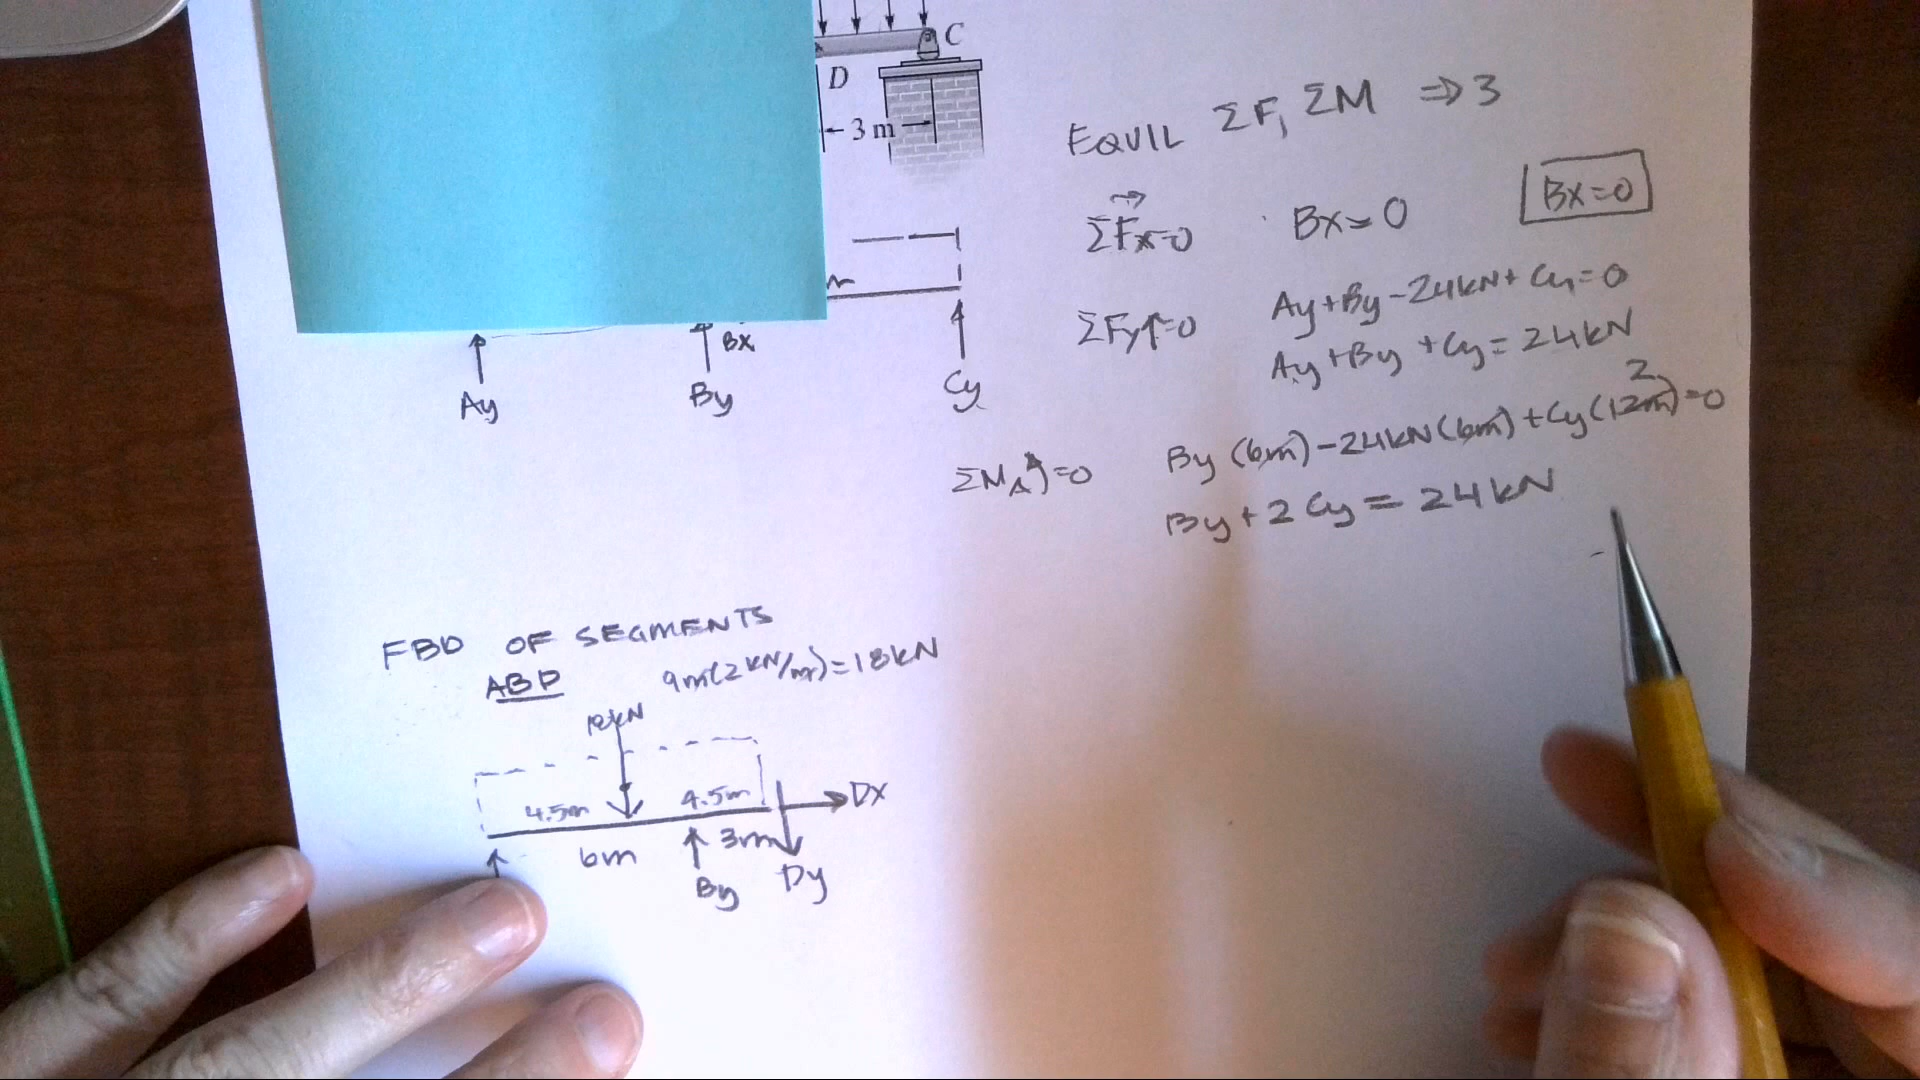 C
D
3 m
Bx
Ay
By
Cy
EQUIL ΣF, ΣM ⇒ 3
ΣFx=0 Bx=0
Bx=0
ΣFy↑=0 Ay+By-24kN+Cy=0
Ay+By+Cy=24kN
2
ΣMA=0 By(6m)-24kN(6m)+Cy(12m)=0
By+2Cy=24kN
FBD OF SEGMENTS
ABD 9m(2kN/m)=18kN
18kN
4.5m 4.5m
Dx
6m 3m
By Dy